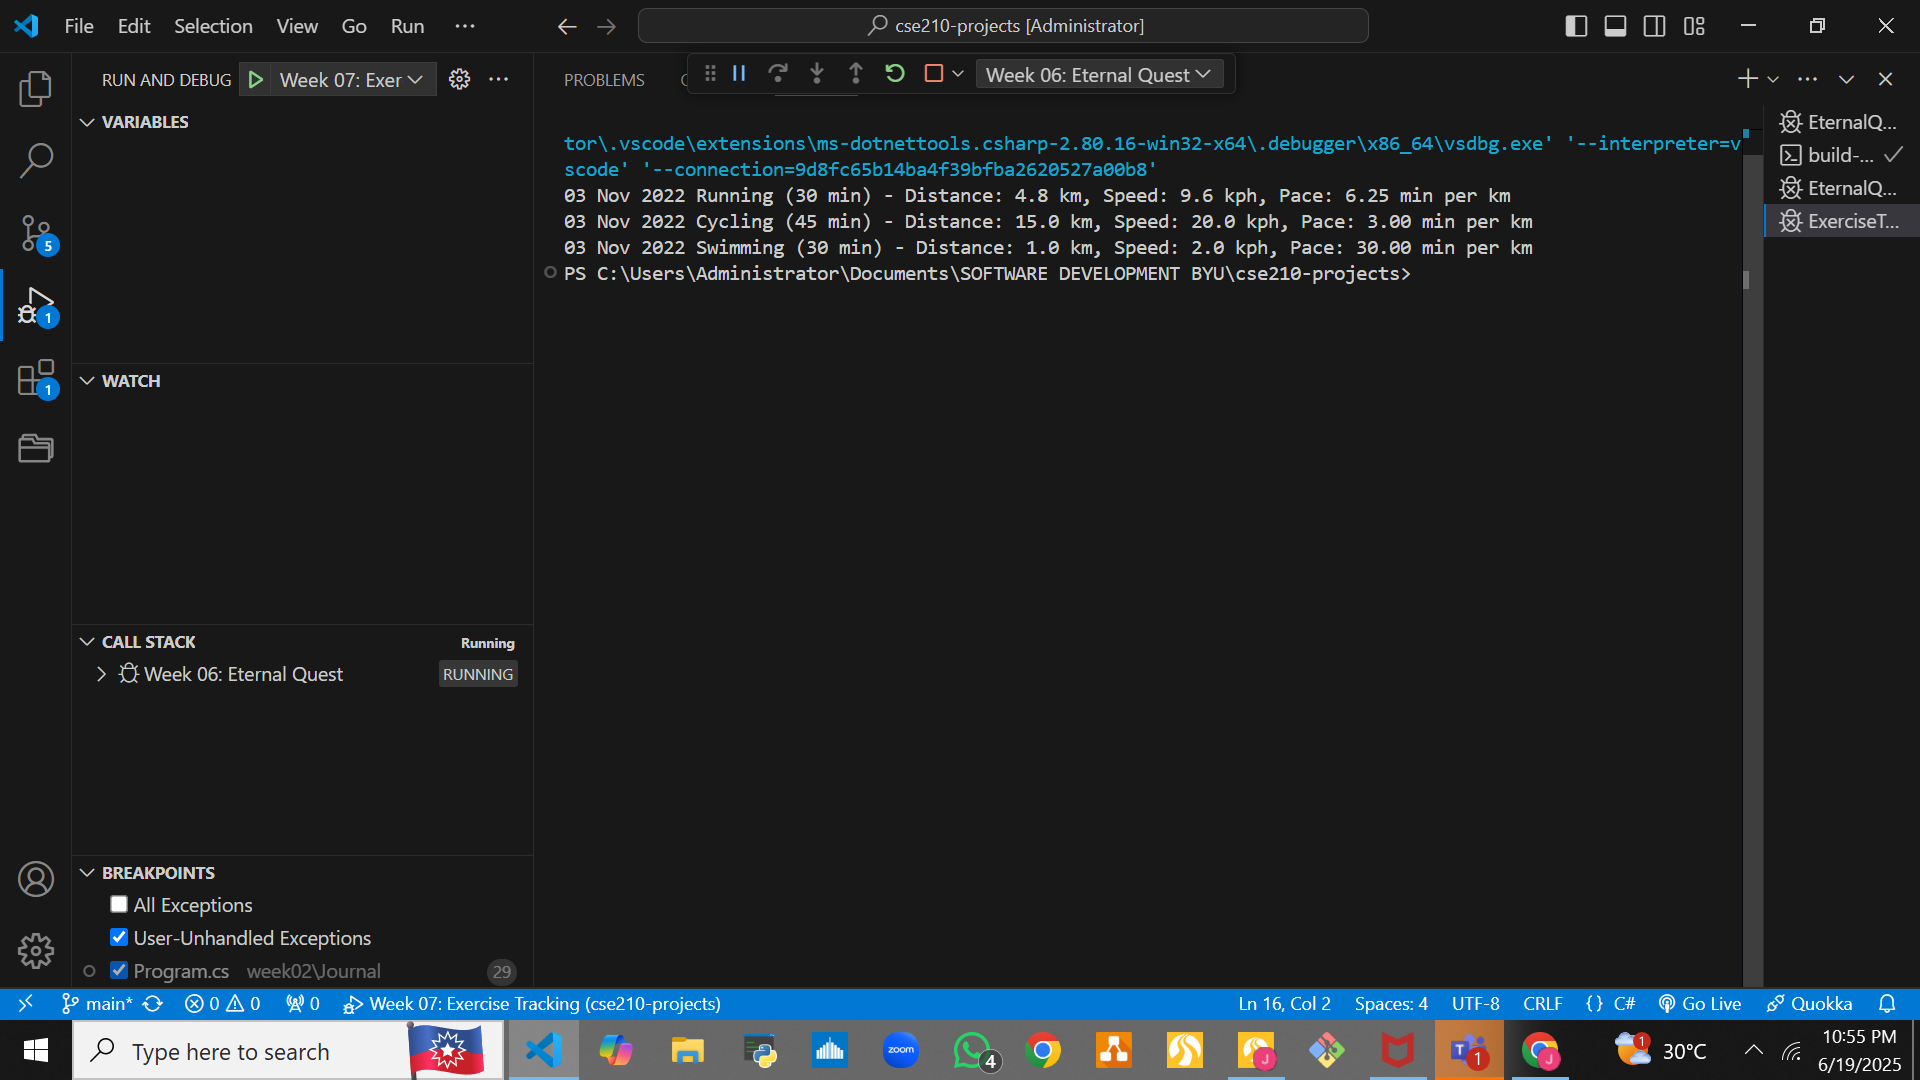 File Edit Selection View Go Run ···
cse210-projects [Administrator]
RUN AND DEBUG Week 07: Exer
PROBLEMS
Week 06: Eternal Quest
VARIABLES
WATCH
CALL STACK Running
Week 06: Eternal Quest RUNNING
BREAKPOINTS
All Exceptions
User-Unhandled Exceptions
Program.cs week02\Journal 29
5
1
1
tor\.vscode\extensions\ms-dotnettools.csharp-2.80.16-win32-x64\.debugger\x86_64\vsdbg.exe' '--interpreter=v
scode' '--connection=9d8fc65b14ba4f39bfba2620527a00b8'
03 Nov 2022 Running (30 min) - Distance: 4.8 km, Speed: 9.6 kph, Pace: 6.25 min per km
03 Nov 2022 Cycling (45 min) - Distance: 15.0 km, Speed: 20.0 kph, Pace: 3.00 min per km
03 Nov 2022 Swimming (30 min) - Distance: 1.0 km, Speed: 2.0 kph, Pace: 30.00 min per km
PS C:\Users\Administrator\Documents\SOFTWARE DEVELOPMENT BYU\cse210-projects>
EternalQ...
build-...
EternalQ...
ExerciseT...
main* 0 0 0 Week 07: Exercise Tracking (cse210-projects) Ln 16, Col 2 Spaces: 4 UTF-8 CRLF {} C# Go Live Quokka
Type here to search
zoom
4
J
T 1
J
1
30°C
10:55 PM
6/19/2025